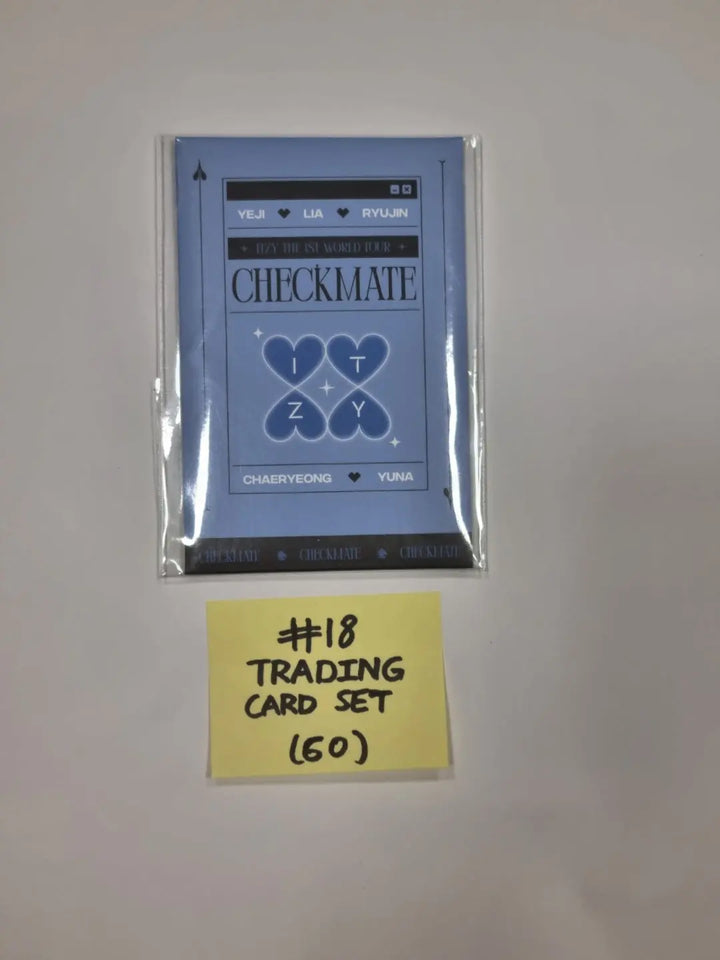 YEJI LIA RYUJIN
ITZY THE 1ST WORLD TOUR
CHECKMATE
I T
Z Y
CHAERYEONG YUNA
CHECKMATE CHECKMATE CHECKMATE
#18
TRADING
CARD SET
(60)